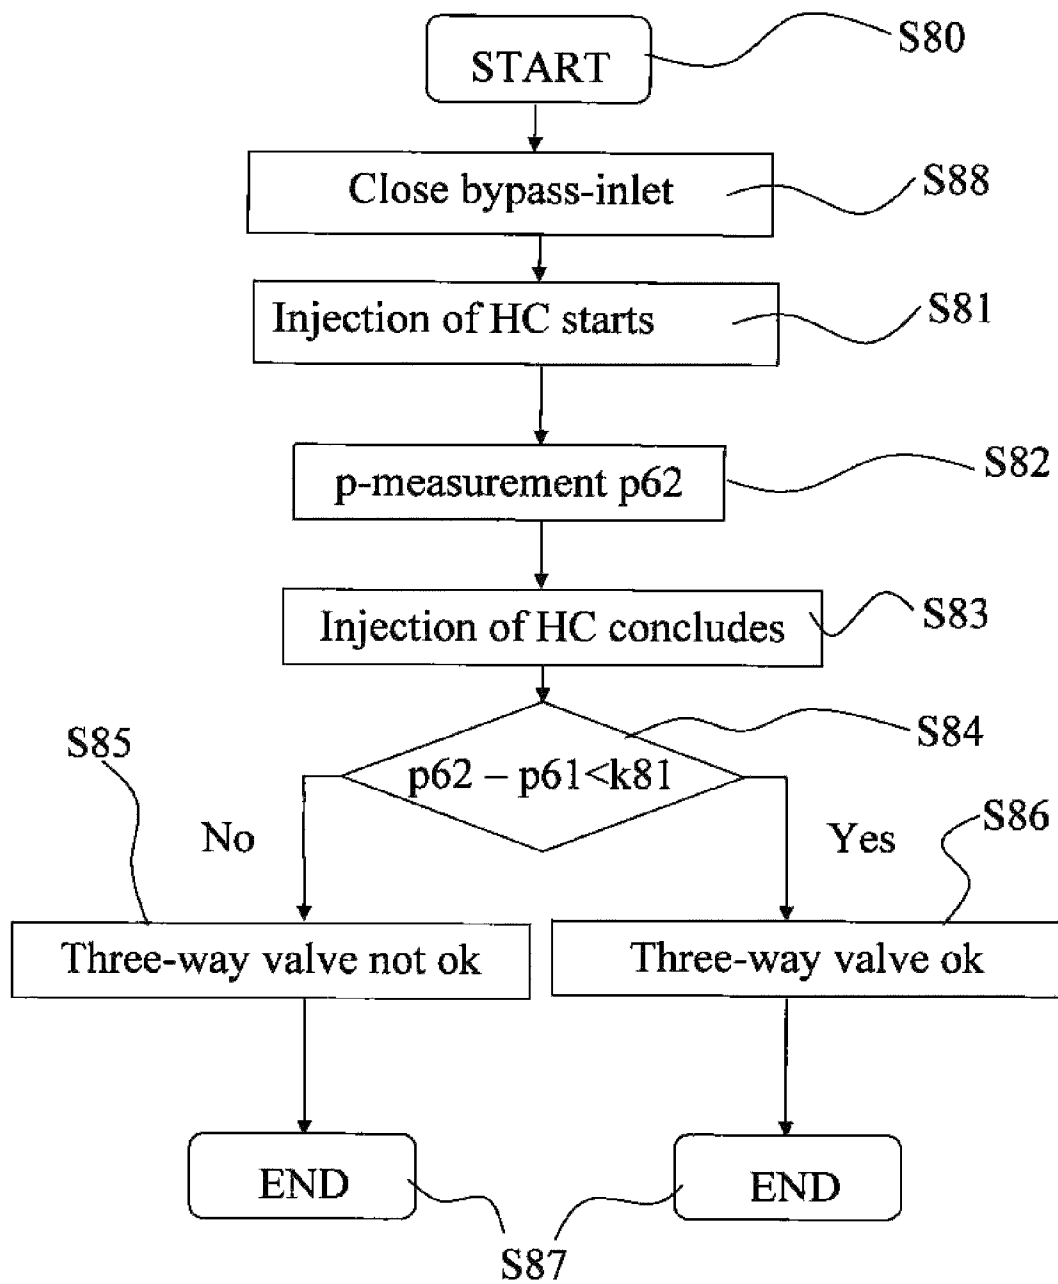 START
S80
Close bypass-inlet
S88
Injection of HC starts
S81
p-measurement p62
S82
Injection of HC concludes
S83
p62 – p61<k81
S84
S85
No
Yes
S86
Three-way valve not ok
Three-way valve ok
END
END
S87